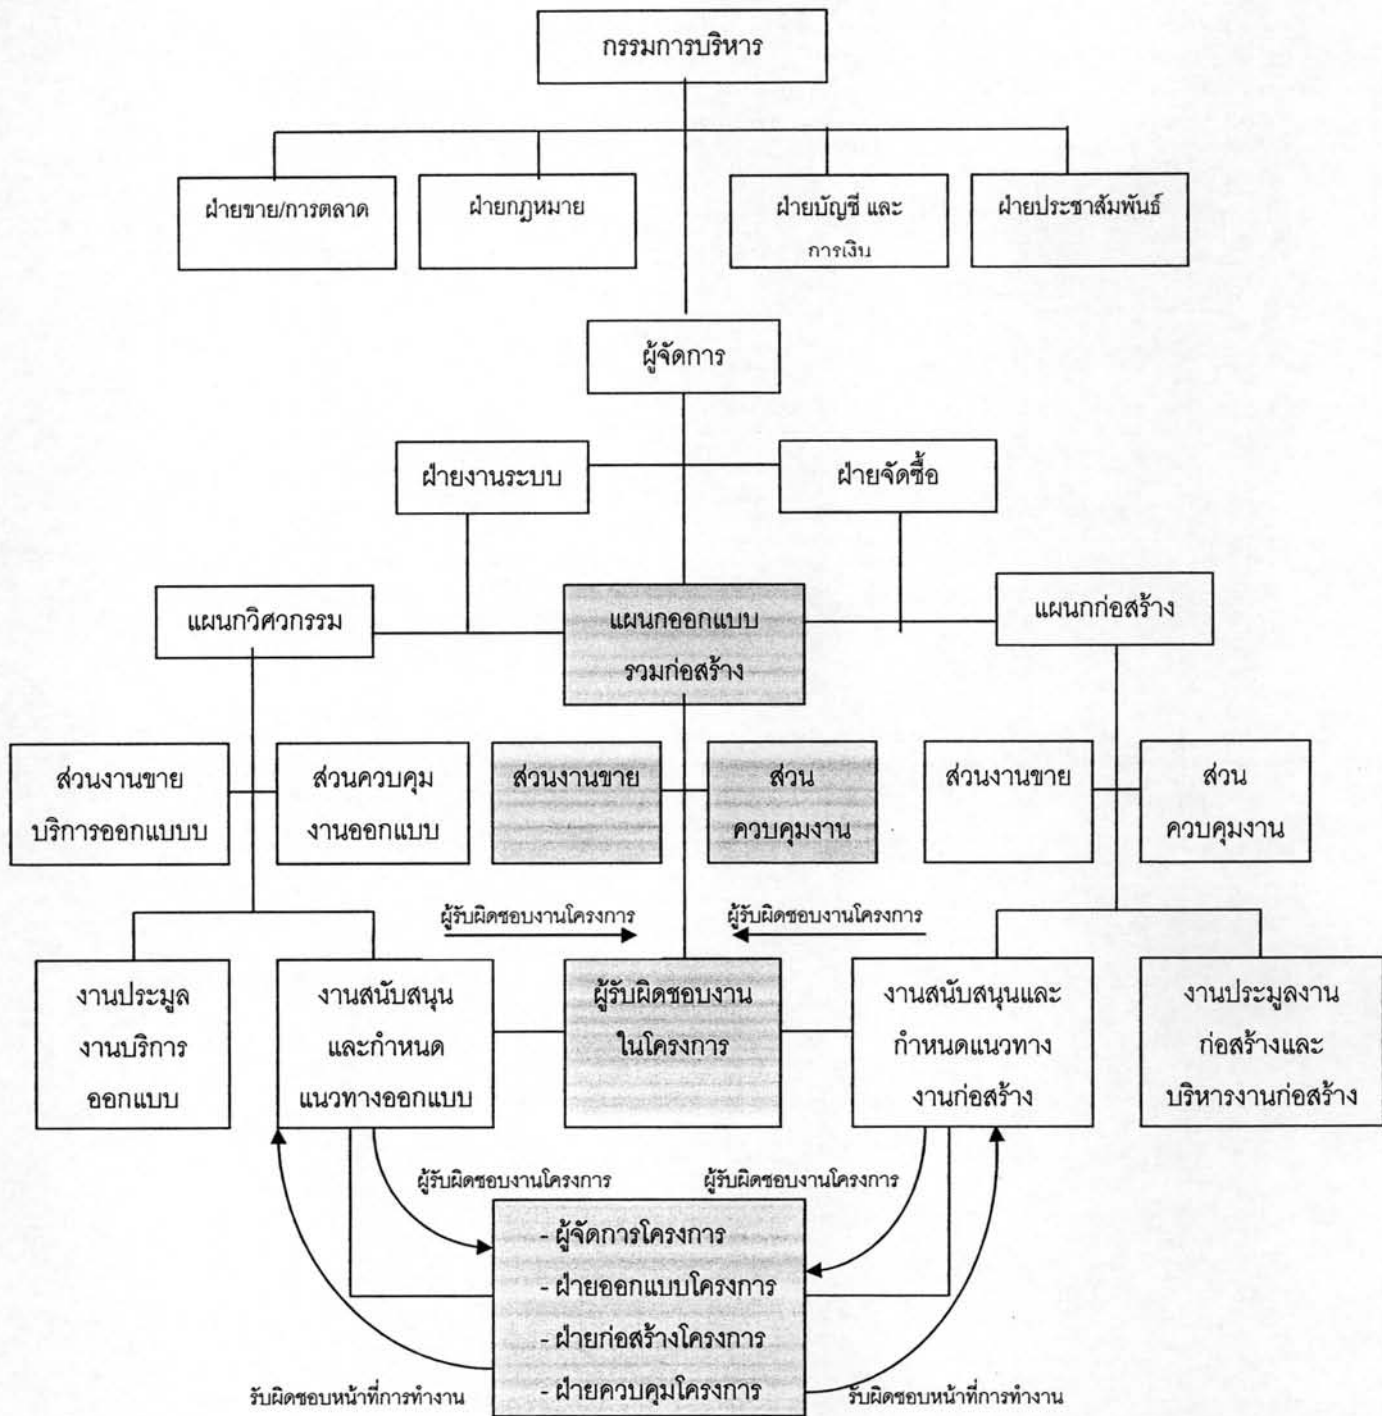 กรรมการบริหาร
ฝ่ายขาย/การตลาด
ฝ่ายกฎหมาย
ฝ่ายบัญชี และ
การเงิน
ฝ่ายประชาสัมพันธ์
ผู้จัดการ
ฝ่ายงานระบบ
ฝ่ายจัดซื้อ
แผนกวิศวกรรม
แผนกออกแบบ
รวมก่อสร้าง
แผนกก่อสร้าง
ส่วนงานขาย
บริการออกแบบบ
ส่วนควบคุม
งานออกแบบ
ส่วนงานขาย
ส่วน
ควบคุมงาน
ส่วนงานขาย
ส่วน
ควบคุมงาน
ผู้รับผิดชอบงานโครงการ
ผู้รับผิดชอบงานโครงการ
งานประมูล
งานบริการ
ออกแบบ
งานสนับสนุน
และกำหนด
แนวทางออกแบบ
ผู้รับผิดชอบงาน
ในโครงการ
งานสนับสนุนและ
กำหนดแนวทาง
งานก่อสร้าง
งานประมูลงาน
ก่อสร้างและ
บริหารงานก่อสร้าง
ผู้รับผิดชอบงานโครงการ
ผู้รับผิดชอบงานโครงการ
- ผู้จัดการโครงการ
- ฝ่ายออกแบบโครงการ
- ฝ่ายก่อสร้างโครงการ
- ฝ่ายควบคุมโครงการ
รับผิดชอบหน้าที่การทำงาน
รับผิดชอบหน้าที่การทำงาน